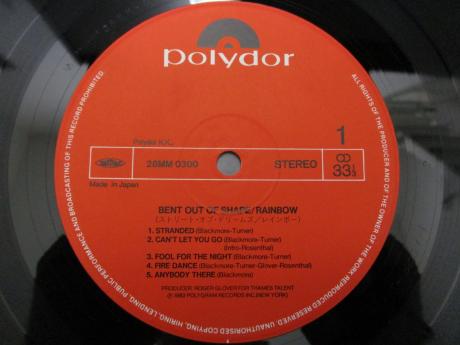 polydor
Polydor K.K.,
28MM 0300
STEREO
1
33 1/3
Made in Japan
BENT OUT OF SHAPE/RAINBOW
(ストリート・オブ・ドリームズ/レインボー)
1. STRANDED (Blackmore-Turner)
2. CAN'T LET YOU GO (Blackmore-Turner)
(Intro-Rosenthal)
3. FOOL FOR THE NIGHT (Blackmore-Turner)
4. FIRE DANCE (Blackmore-Turner-Glover-Rosenthal)
5. ANYBODY THERE (Blackmore)
PRODUCER: ROGER GLOVER FOR THAMES TALENT
℗ 1983 POLYGRAM RECORDS INC.(NEW YORK)
ALL RIGHTS OF THE PRODUCER AND OF THE OWNER OF THE WORK REPRODUCED RESERVED. UNAUTHORISED COPYING, HIRING, LENDING, PUBLIC PERFORMANCE AND BROADCASTING OF THIS RECORD PROHIBITED.